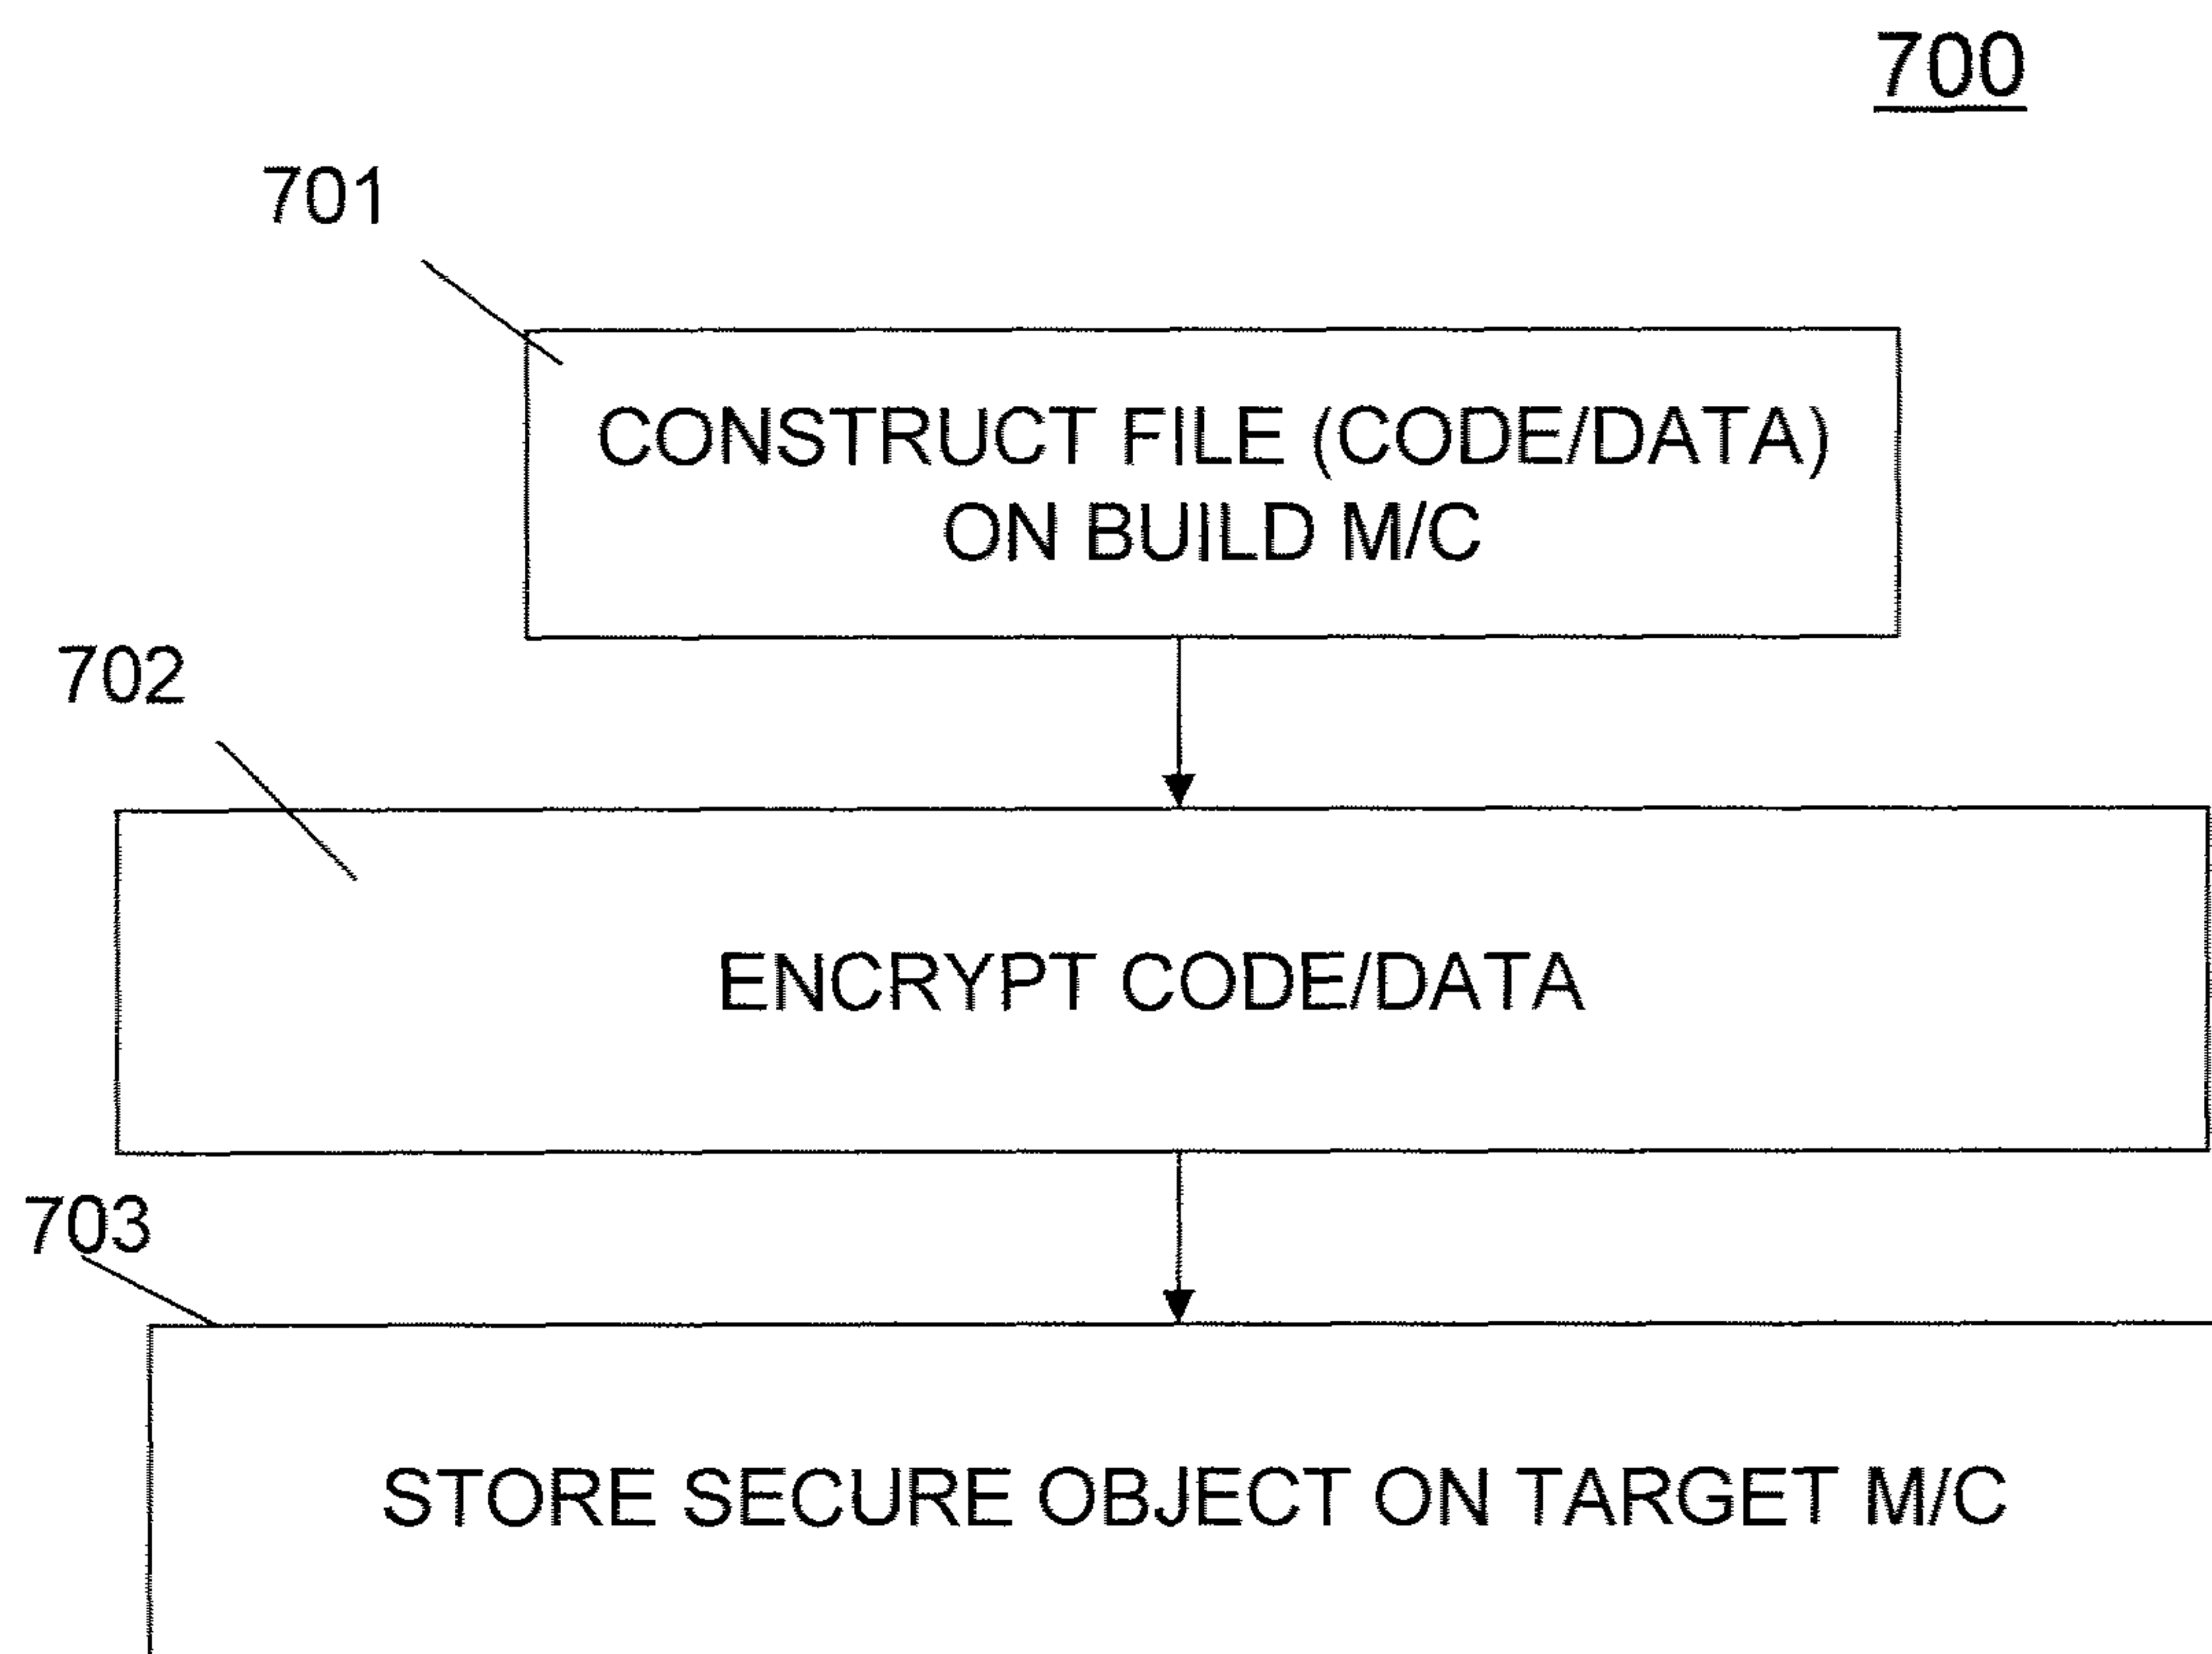 700
701
CONSTRUCT FILE (CODE/DATA)
ON BUILD M/C
702
ENCRYPT CODE/DATA
703
STORE SECURE OBJECT ON TARGET M/C